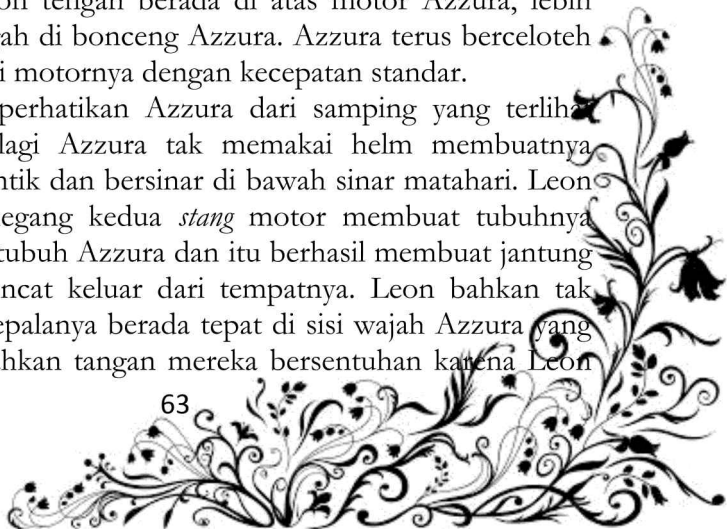 tengah berada di atas motor Azzura, lebih
di bonceng Azzura. Azzura terus berceloteh
motornya dengan kecepatan standar.
perhatikan Azzura dari samping yang terlihat
lagi Azzura tak memakai helm membuatnya
ntik dan bersinar di bawah sinar matahari. Leon
egang kedua stang motor membuat tubuhnya
tubuh Azzura dan itu berhasil membuat jantung
ncat keluar dari tempatnya. Leon bahkan tak
epalanya berada tepat di sisi wajah Azzura yang
hkan tangan mereka bersentuhan karena Leon
63